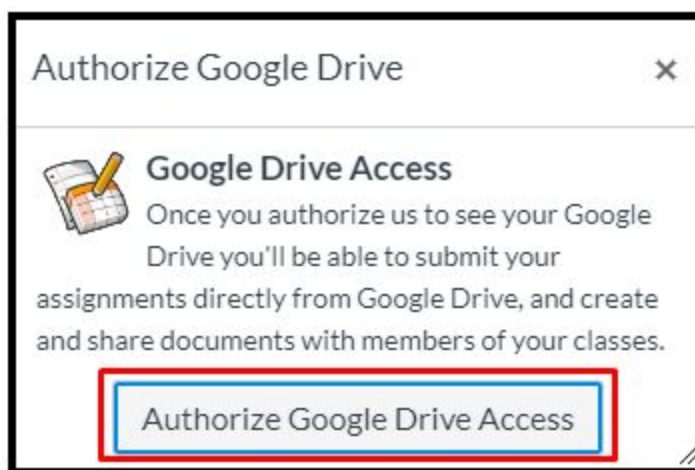 Authorize Google Drive ×
Google Drive Access
Once you authorize us to see your Google
Drive you'll be able to submit your
assignments directly from Google Drive, and create
and share documents with members of your classes.
Authorize Google Drive Access